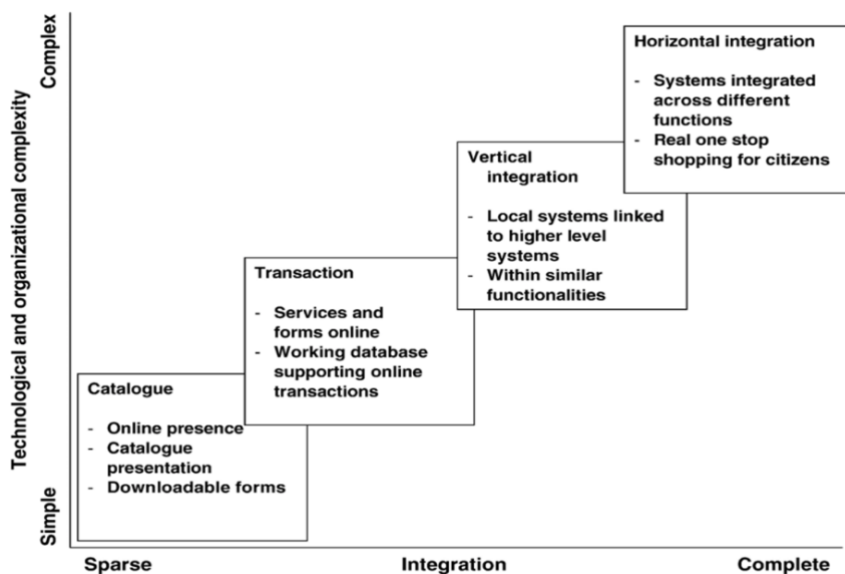 Technological and organizational complexity
Complex
Simple
Horizontal integration
- Systems integrated
across different
functions
- Real one stop
shopping for citizens
Vertical
integration
- Local systems linked
to higher level
systems
- Within similar
functionalities
Transaction
- Services and
forms online
- Working database
supporting online
transactions
Catalogue
- Online presence
- Catalogue
presentation
- Downloadable forms
Sparse
Integration
Complete